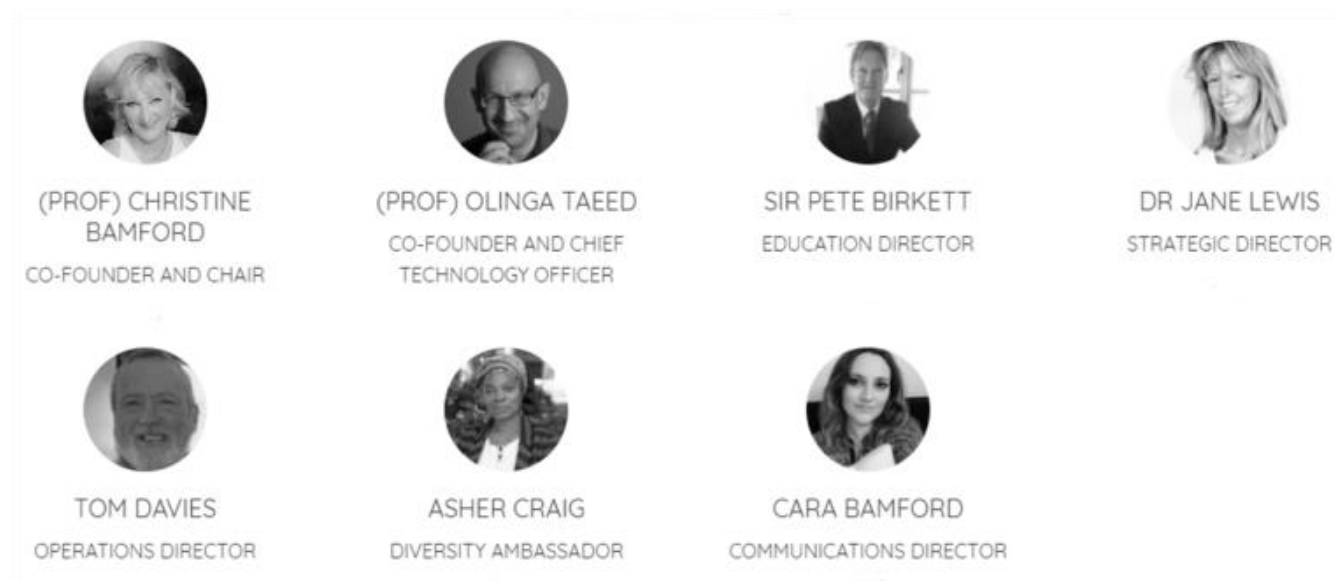 (PROF) CHRISTINE
BAMFORD
CO-FOUNDER AND CHAIR
(PROF) OLINGA TAEED
CO-FOUNDER AND CHIEF
TECHNOLOGY OFFICER
SIR PETE BIRKETT
EDUCATION DIRECTOR
DR JANE LEWIS
STRATEGIC DIRECTOR
TOM DAVIES
OPERATIONS DIRECTOR
ASHER CRAIG
DIVERSITY AMBASSADOR
CARA BAMFORD
COMMUNICATIONS DIRECTOR